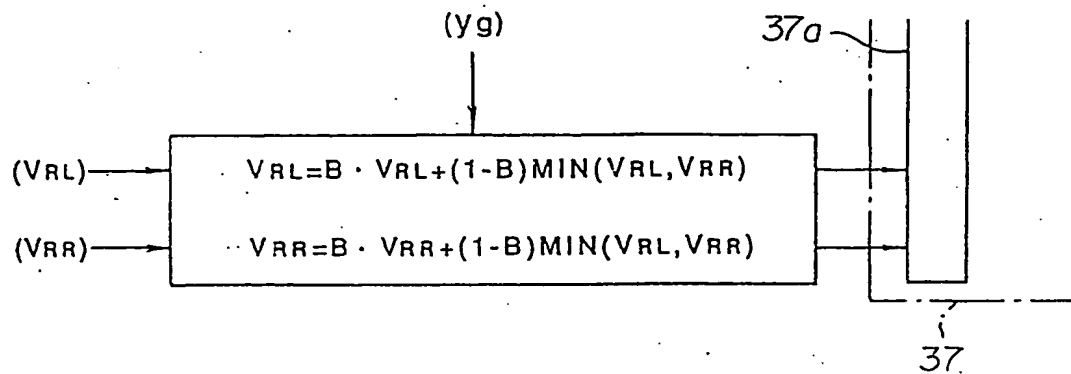 (yg)
37a
(VRL)
VRL=B · VRL+(1-B)MIN(VRL,VRR)
(VRR)
VRR=B · VRR+(1-B)MIN(VRL,VRR)
37